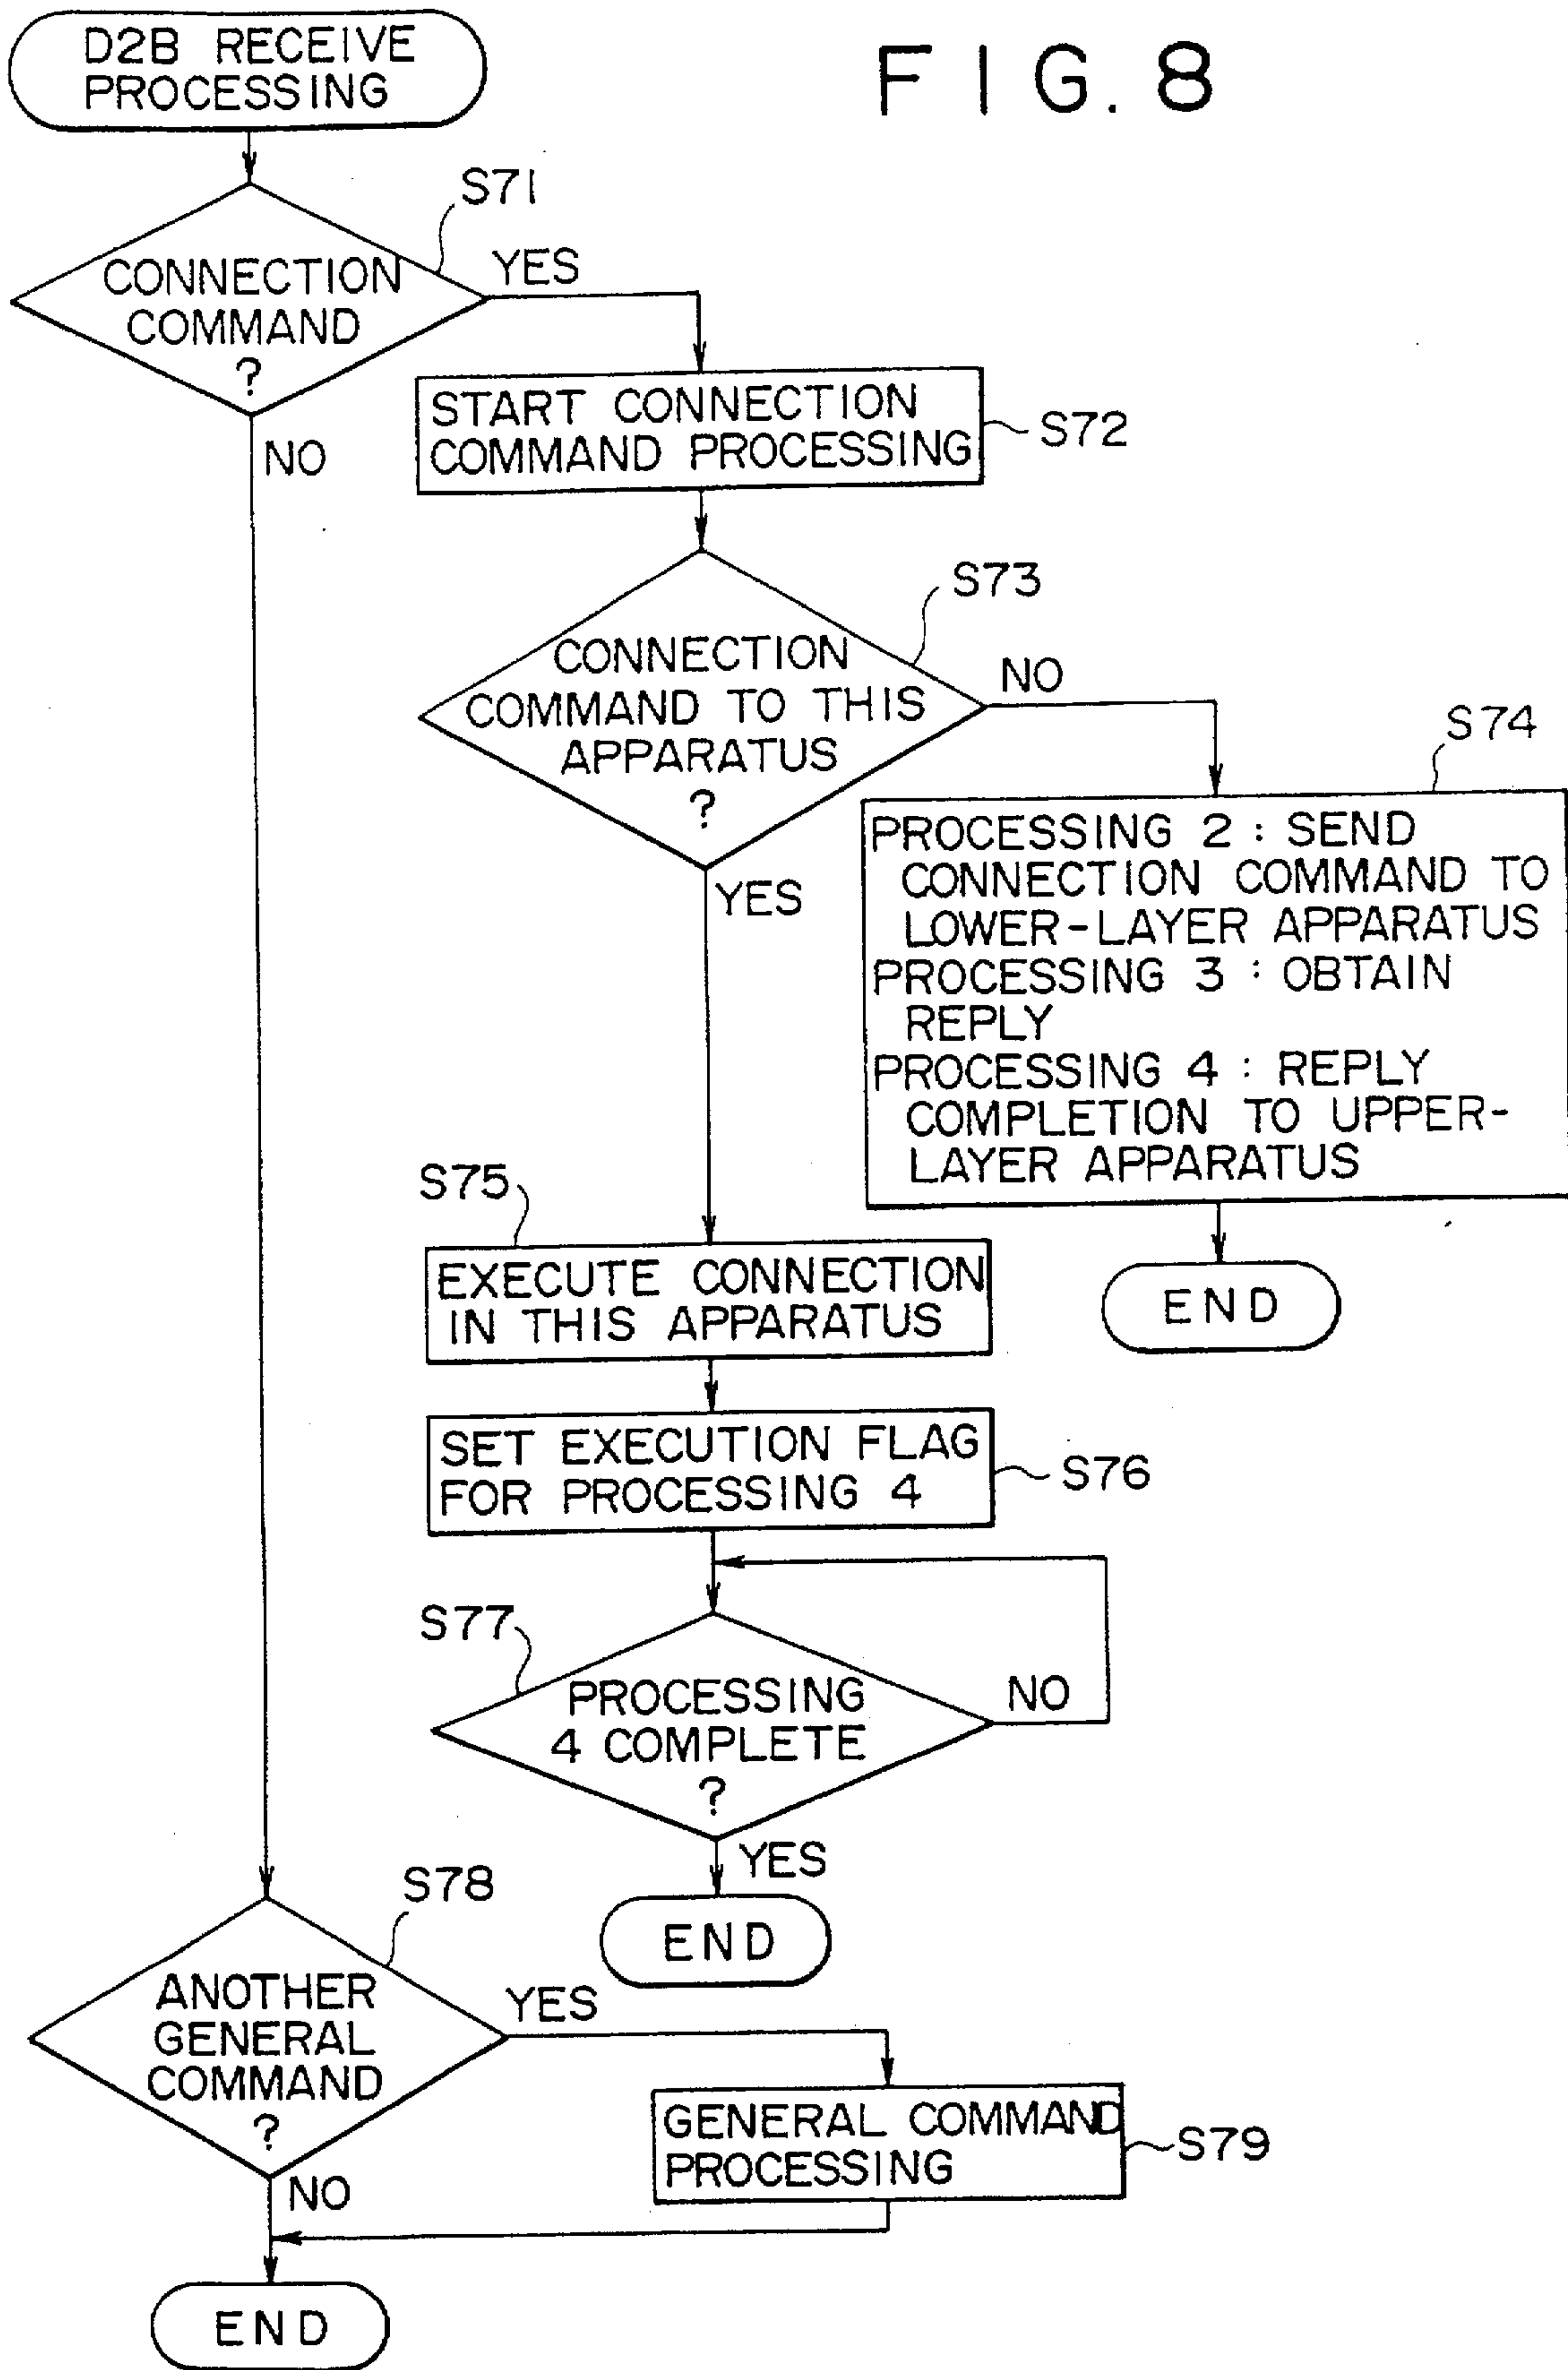 FIG. 8
D2B RECEIVE
PROCESSING
S71
CONNECTION
COMMAND
?
YES
NO
START CONNECTION
COMMAND PROCESSING
S72
S73
CONNECTION
COMMAND TO THIS
APPARATUS
?
NO
YES
S74
PROCESSING 2 : SEND
CONNECTION COMMAND TO
LOWER-LAYER APPARATUS
PROCESSING 3 : OBTAIN
REPLY
PROCESSING 4 : REPLY
COMPLETION TO UPPER-
LAYER APPARATUS
END
S75
EXECUTE CONNECTION
IN THIS APPARATUS
SET EXECUTION FLAG
FOR PROCESSING 4
S76
S77
PROCESSING
4 COMPLETE
?
NO
YES
END
S78
ANOTHER
GENERAL
COMMAND
?
YES
NO
GENERAL COMMAND
PROCESSING
S79
END